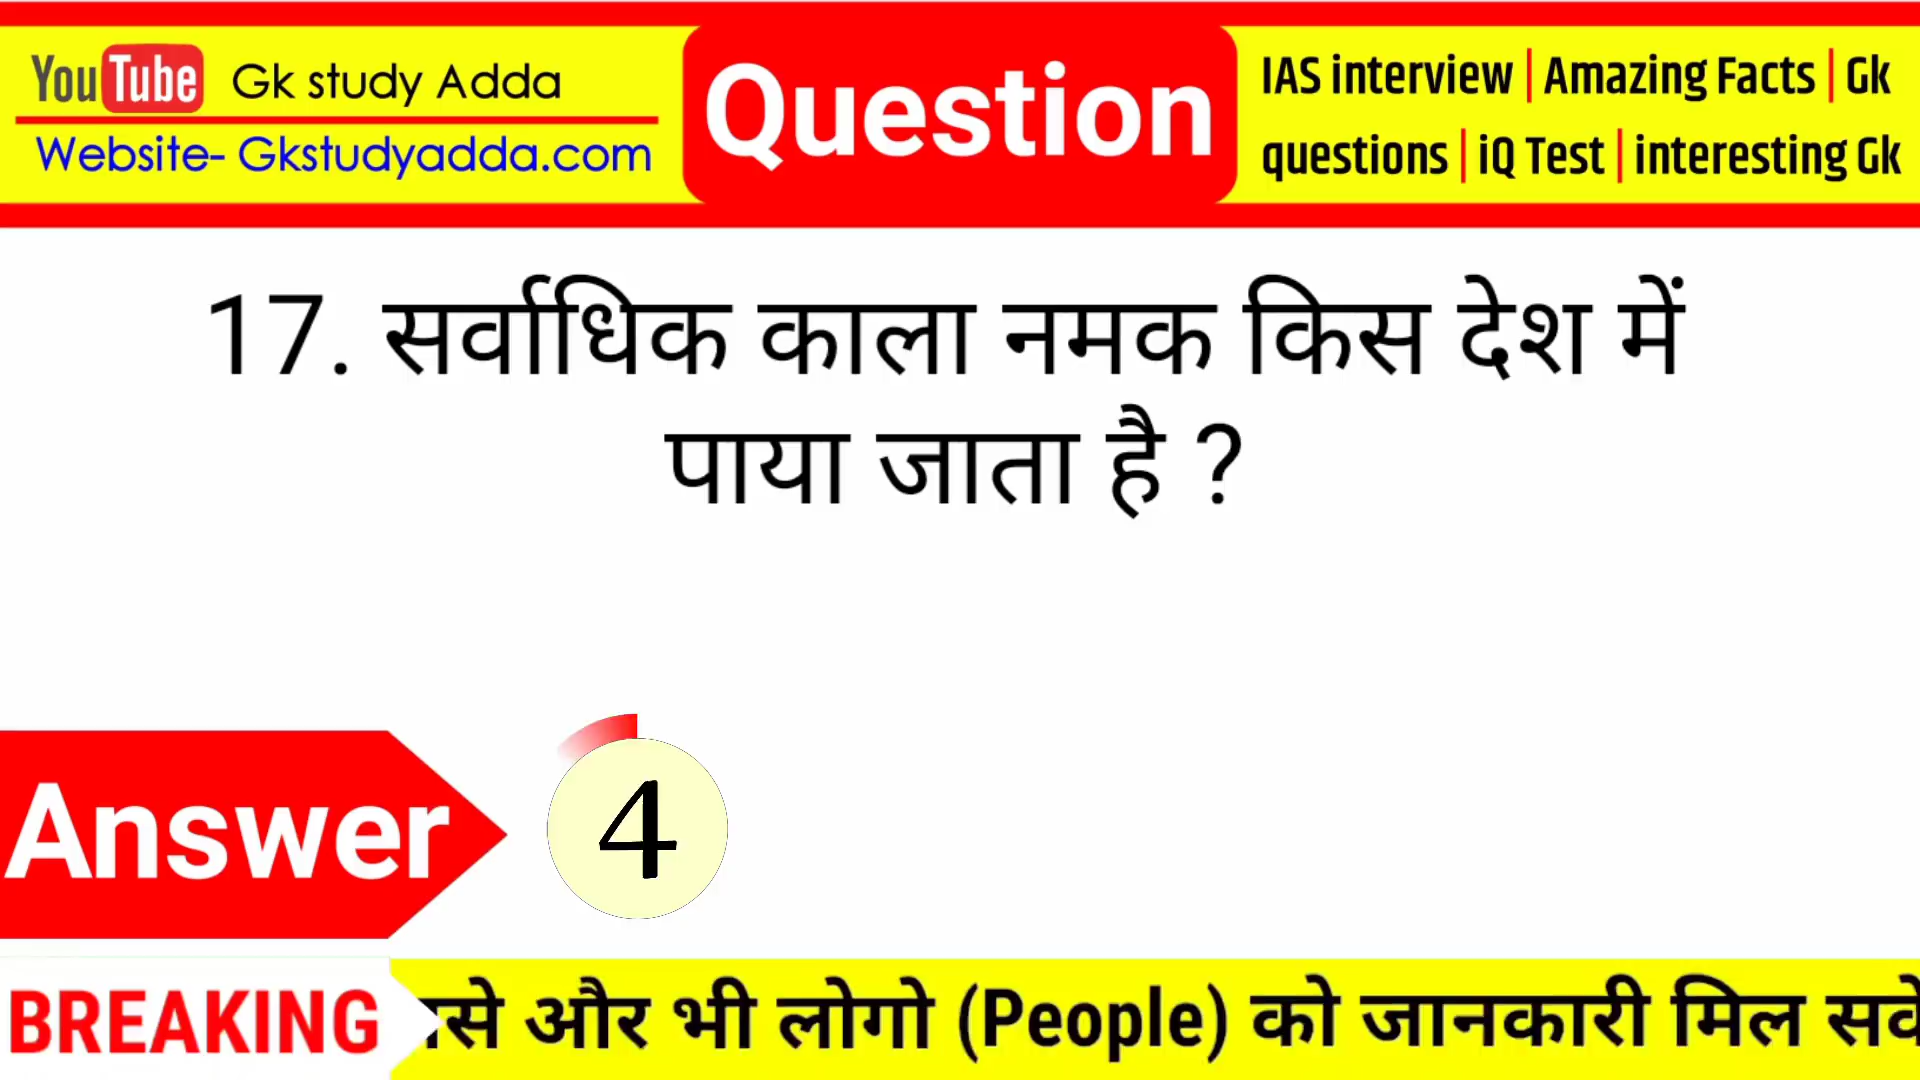 YouTube Gk study Adda
Website- Gkstudyadda.com
Question
IAS interview | Amazing Facts | Gk
questions | iQ Test | interesting Gk
17. सर्वाधिक काला नमक किस देश में
पाया जाता है ?
Answer
4
BREAKING
और भी लोगो (People) को जानकारी मिल